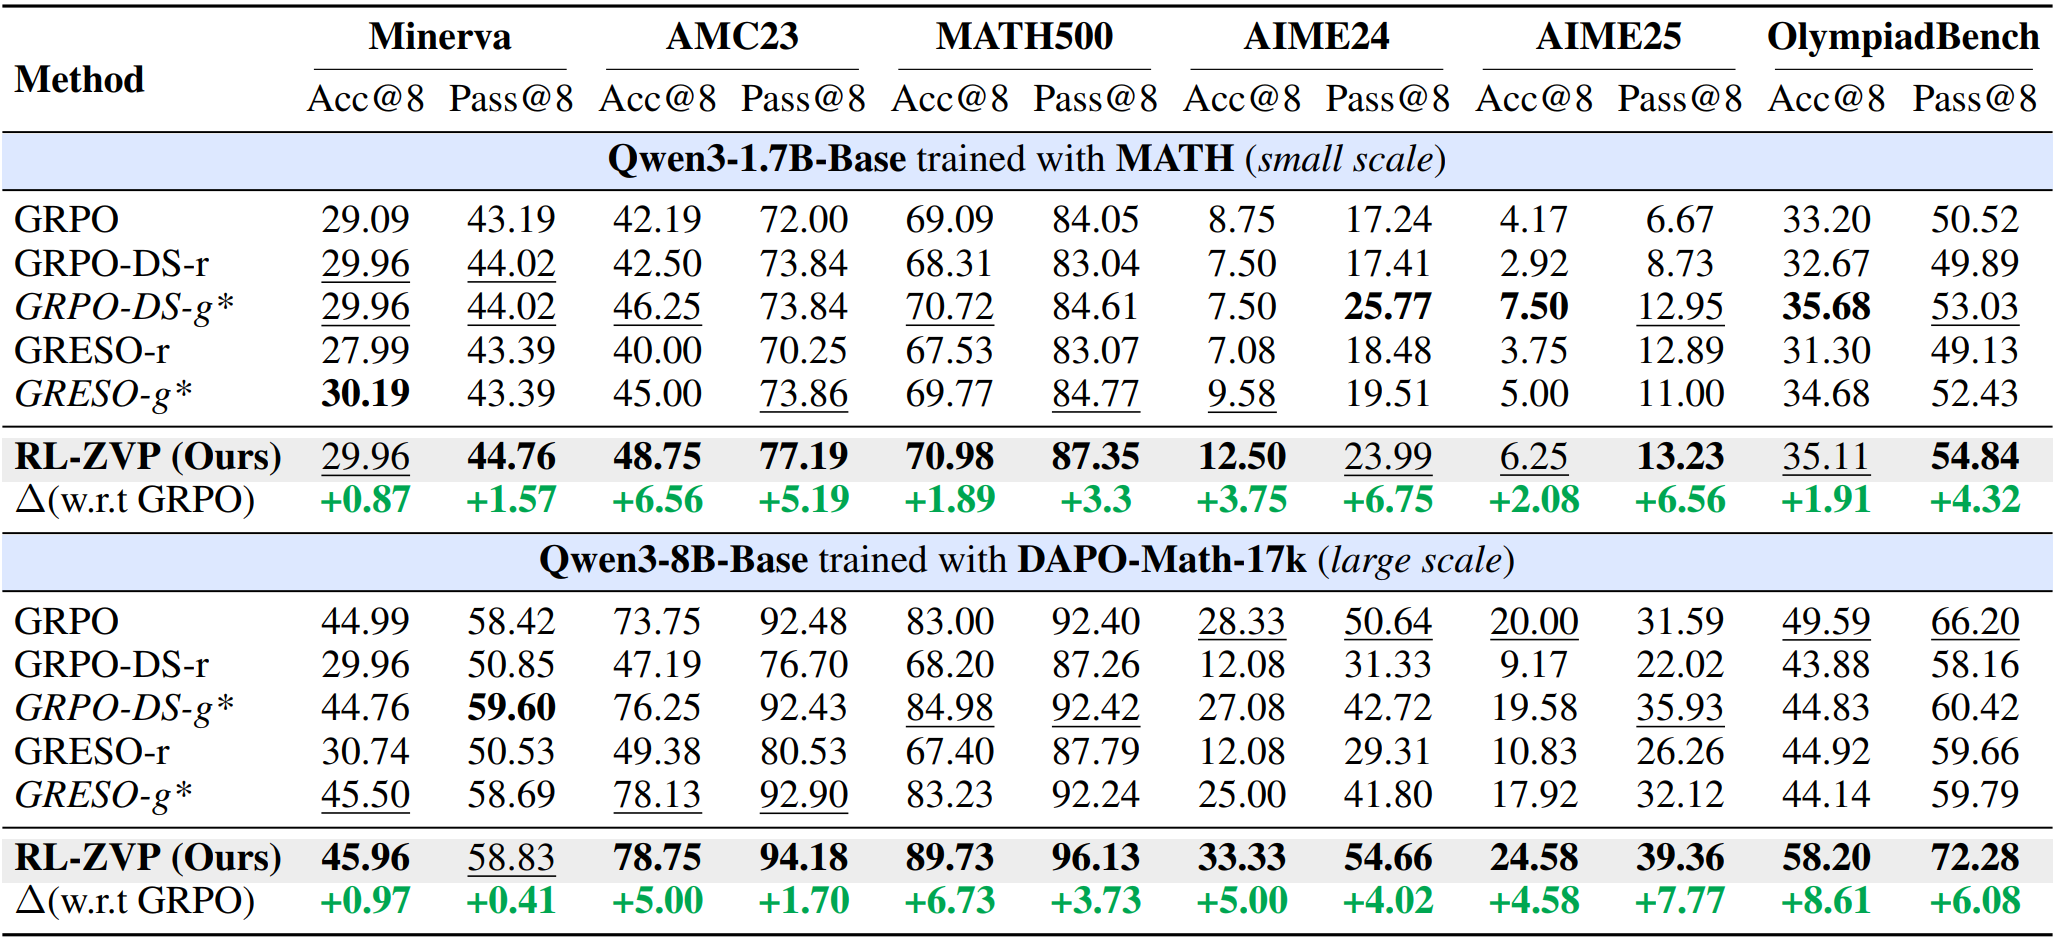 Method Minerva AMC23 MATH500 AIME24 AIME25 OlympiadBench
Acc@8 Pass@8 Acc@8 Pass@8 Acc@8 Pass@8 Acc@8 Pass@8 Acc@8 Pass@8 Acc@8 Pass@8
Qwen3-1.7B-Base trained with MATH (small scale)
GRPO 29.09 43.19 42.19 72.00 69.09 84.05 8.75 17.24 4.17 6.67 33.20 50.52
GRPO-DS-r 29.96 44.02 42.50 73.84 68.31 83.04 7.50 17.41 2.92 8.73 32.67 49.89
GRPO-DS-g* 29.96 44.02 46.25 73.84 70.72 84.61 7.50 25.77 7.50 12.95 35.68 53.03
GRESO-r 27.99 43.39 40.00 70.25 67.53 83.07 7.08 18.48 3.75 12.89 31.30 49.13
GRESO-g* 30.19 43.39 45.00 73.86 69.77 84.77 9.58 19.51 5.00 11.00 34.68 52.43
RL-ZVP (Ours) 29.96 44.76 48.75 77.19 70.98 87.35 12.50 23.99 6.25 13.23 35.11 54.84
Δ(w.r.t GRPO) +0.87 +1.57 +6.56 +5.19 +1.89 +3.3 +3.75 +6.75 +2.08 +6.56 +1.91 +4.32
Qwen3-8B-Base trained with DAPO-Math-17k (large scale)
GRPO 44.99 58.42 73.75 92.48 83.00 92.40 28.33 50.64 20.00 31.59 49.59 66.20
GRPO-DS-r 29.96 50.85 47.19 76.70 68.20 87.26 12.08 31.33 9.17 22.02 43.88 58.16
GRPO-DS-g* 44.76 59.60 76.25 92.43 84.98 92.42 27.08 42.72 19.58 35.93 44.83 60.42
GRESO-r 30.74 50.53 49.38 80.53 67.40 87.79 12.08 29.31 10.83 26.26 44.92 59.66
GRESO-g* 45.50 58.69 78.13 92.90 83.23 92.24 25.00 41.80 17.92 32.12 44.14 59.79
RL-ZVP (Ours) 45.96 58.83 78.75 94.18 89.73 96.13 33.33 54.66 24.58 39.36 58.20 72.28
Δ(w.r.t GRPO) +0.97 +0.41 +5.00 +1.70 +6.73 +3.73 +5.00 +4.02 +4.58 +7.77 +8.61 +6.08